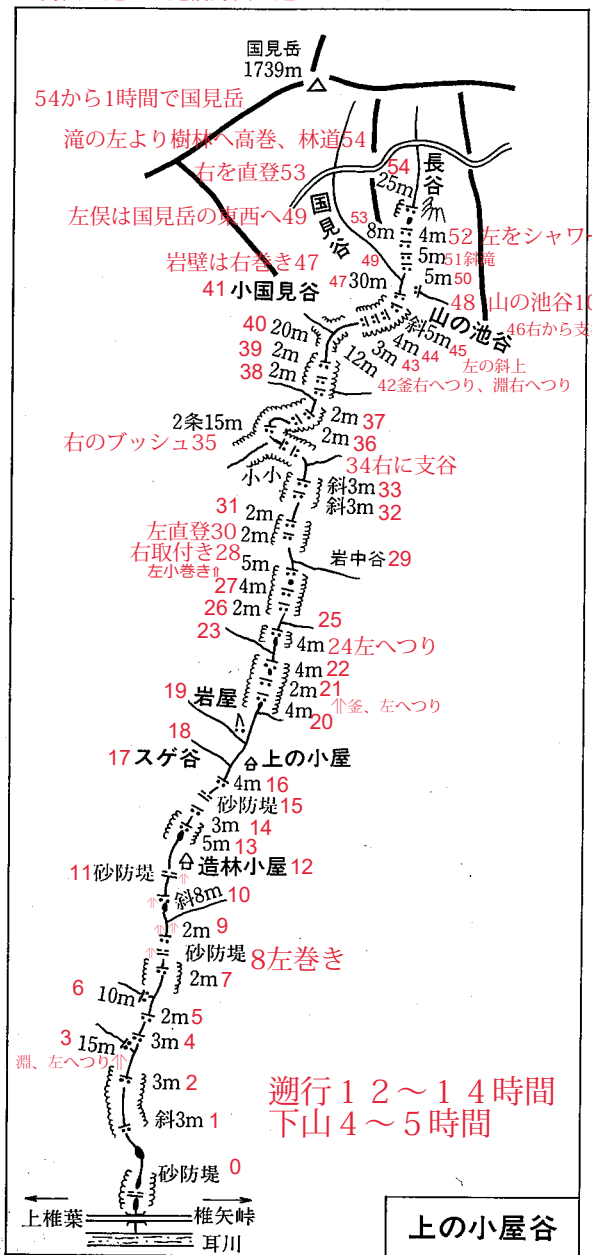 国見岳
1739m
54から1時間で国見岳
滝の左より樹林へ高巻、林道54
右を直登53
54
長谷
25m
左俣は国見岳の東西へ49
国見谷
53
8m
4m 52 左をシャワー
49
5m 51斜滝
岩壁は右巻き47
47 30m
5m 50
41 小国見谷
48 山の池谷10
山の池谷
40
20m
斜5m 45
46右から支
39 2m
12m
4m 44
左の斜上
38 2m
3m 43
42釜右へつり、淵右へつり
2条15m
2m 37
右のブッシュ35
2m 36
小小
34右に支谷
斜3m 33
31 2m
斜3m 32
左直登30
2m
右取付き28
5m
岩中谷29
左小巻き⇑
27 4m
26 2m
25
23
4m 24左へつり
4m 22
2m 21
19 岩屋
4m 20
⇑釜、左へつり
18
17スゲ谷
上の小屋
4m 16
砂防堤15
3m 14
5m 13
造林小屋12
11砂防堤
⇑
10
斜8m
⇑
⇑⇑
2m 9
⇑
砂防堤 8左巻き
2m 7
6
10m
2m 5
3 15m
3m 4
淵、左へつり⇑
3m 2
斜3m 1
遡行12～14時間
下山4～5時間
砂防堤 0
上椎葉
椎矢峠
耳川
上の小屋谷